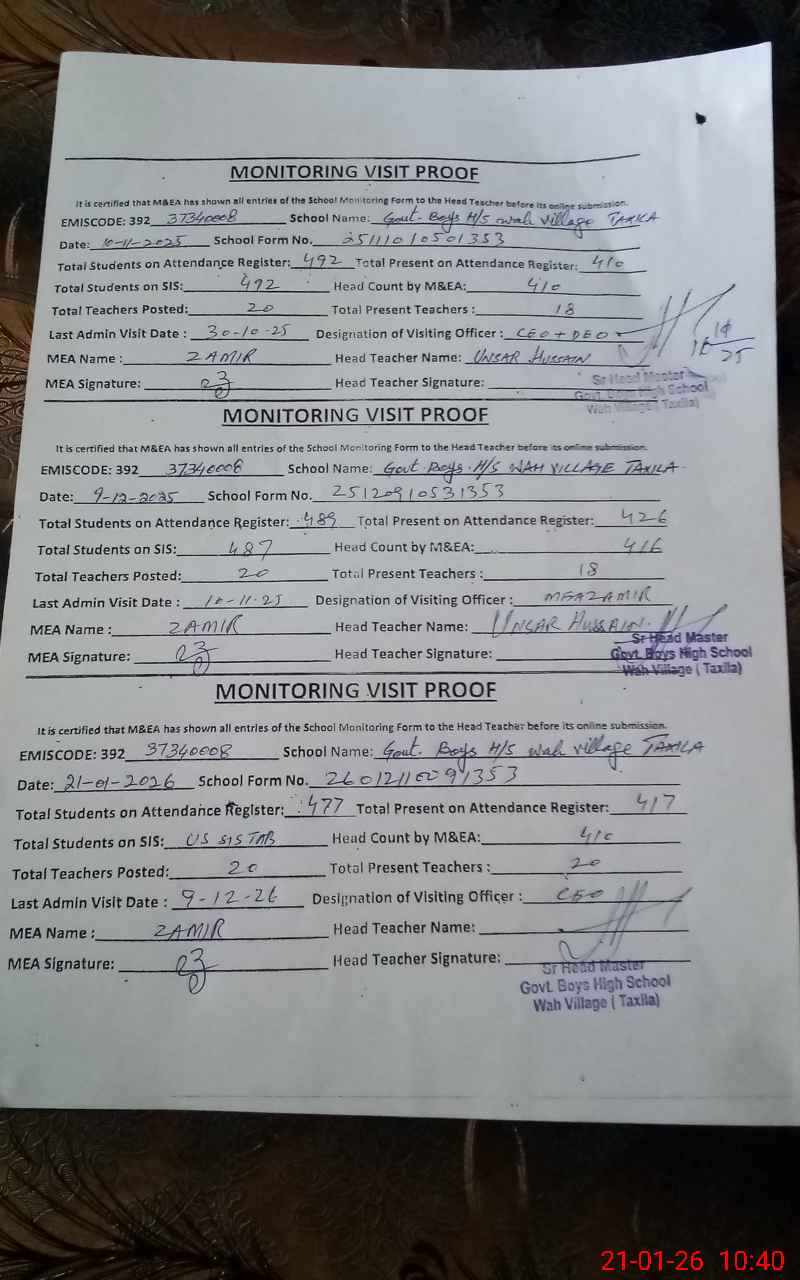 MONITORING VISIT PROOF
It is certified that M&EA has shown all entries of the School Monitoring Form to the Head Teacher before its online submission.
EMISCODE: 392 37340008 School Name: Govt. Boys H/S wah village TAXILA
Date: 10-11-2025 School Form No. 2511101050 1353
Total Students on Attendance Register: 492 Total Present on Attendance Register: 410
Total Students on SIS: 492 Head Count by M&EA: 410
Total Teachers Posted: 20 Total Present Teachers : 18
Last Admin Visit Date : 30-10-25 Designation of Visiting Officer : CEO + DEO
MEA Name : ZAMIR Head Teacher Name: UNSAR HUSSAIN
MEA Signature: Head Teacher Signature:
Sr Head Master
Govt. Boys High School
Wah Village ( Taxila)
MONITORING VISIT PROOF
It is certified that M&EA has shown all entries of the School Monitoring Form to the Head Teacher before its online submission.
EMISCODE: 392 37340008 School Name: Govt. Boys. H/S WAH VILLAGE TAXILA
Date: 9-12-2025 School Form No. 25120910531353
Total Students on Attendance Register: 489 Total Present on Attendance Register: 426
Total Students on SIS: 487 Head Count by M&EA: 416
Total Teachers Posted: 20 Total Present Teachers : 18
Last Admin Visit Date : 10-11-25 Designation of Visiting Officer : MEA ZAMIR
MEA Name : ZAMIR Head Teacher Name: UNSAR HUSSAIN.
MEA Signature: Head Teacher Signature:
Sr Head Master
Govt. Boys High School
Wah Village ( Taxila)
MONITORING VISIT PROOF
It is certified that M&EA has shown all entries of the School Monitoring Form to the Head Teacher before its online submission.
EMISCODE: 392 37340008 School Name: Govt. Boys H/S wah village TAXILA
Date: 21-01-2026 School Form No.
Total Students on Attendance Register: 477 Total Present on Attendance Register: 417
Total Students on SIS: Head Count by M&EA: 410
Total Teachers Posted: 20 Total Present Teachers : 20
Last Admin Visit Date : 9-12-26 Designation of Visiting Officer : CEO
MEA Name : ZAMIR Head Teacher Name:
MEA Signature: Head Teacher Signature:
Sr Head Master
Govt. Boys High School
Wah Village ( Taxila)
21-01-26 10:40